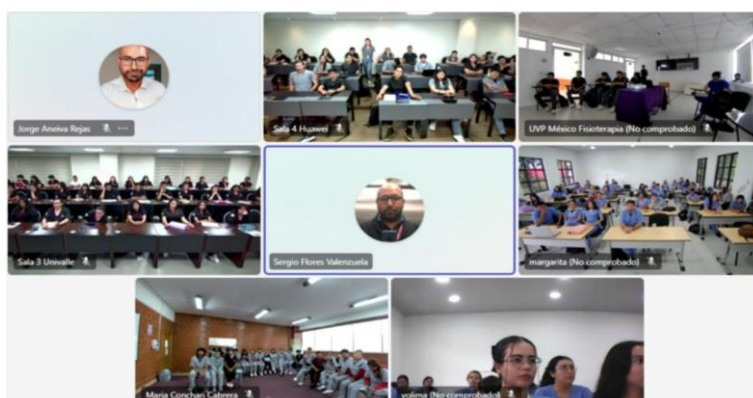 Jorge Aneiva Rejas
Sala 4 Huawei
UVP México Fisioterapia (No comprobado)
Sala 3 Univalle
Sergio Flores Valenzuela
margarita (No comprobado)
Maria Conchari Cabrera
yolima (No comprobado)